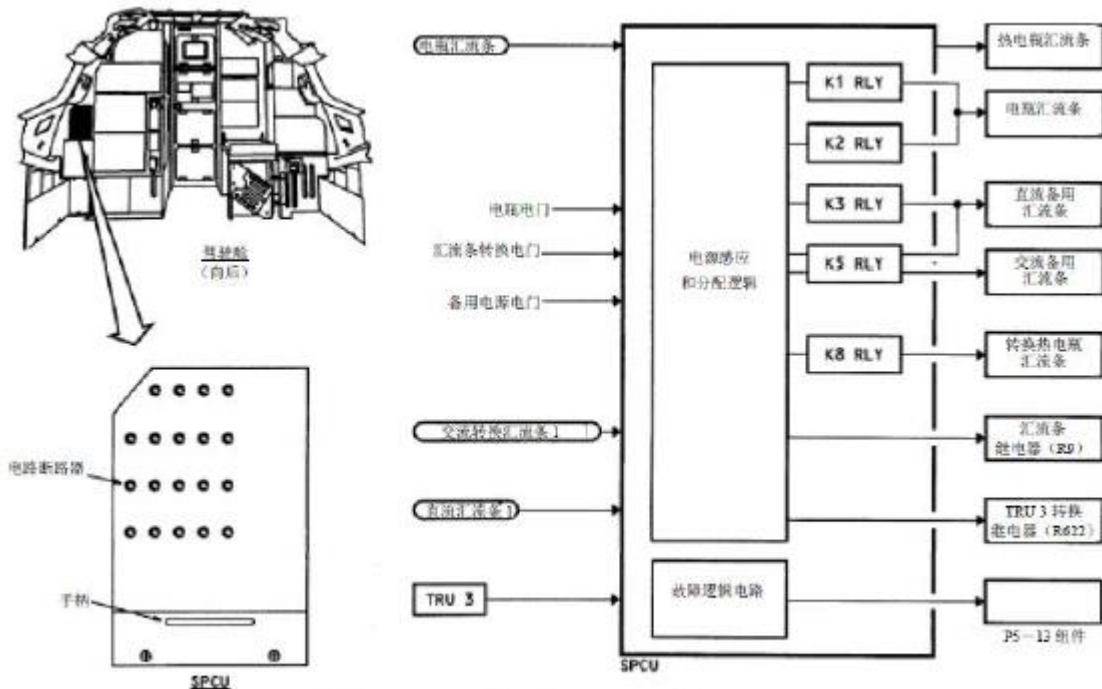 驾驶舱
(向后)
电路断路器
手柄
SPCU
电瓶汇流条
电瓶电门
汇流条转换电门
备用电源电门
交流转换汇流条 1
直流汇流条 1
TRU 3
电源感应
和分配逻辑
K1 RLY
K2 RLY
K3 RLY
K5 RLY
K8 RLY
故障逻辑电路
SPCU
热电瓶汇流条
电瓶汇流条
直流备用
汇流条
交流备用
汇流条
转换热电瓶
汇流条
汇流条
继电器(R9)
TRU 3 转换
继电器(R622)
P5-13 组件